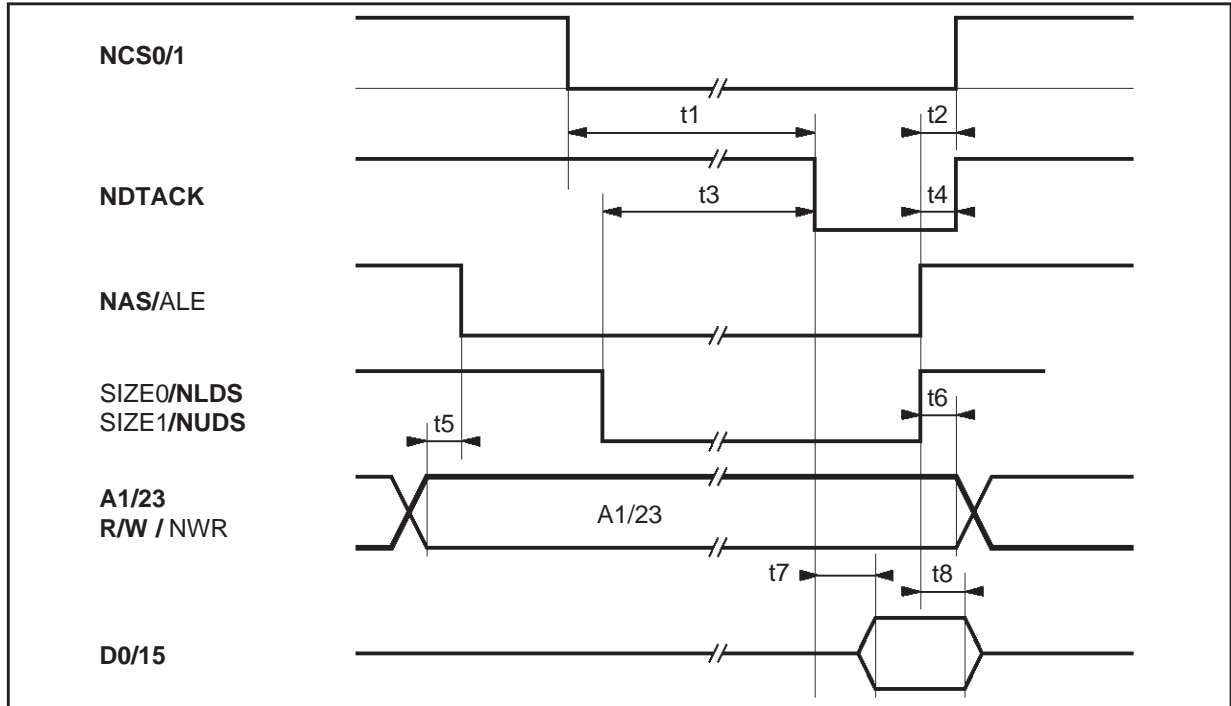 NCS0/1
t1
t2
NDTACK
t3
t4
NAS/ALE
SIZE0/NLDS
SIZE1/NUDS
t5
t6
A1/23
R/W / NWR
A1/23
t7
t8
D0/15